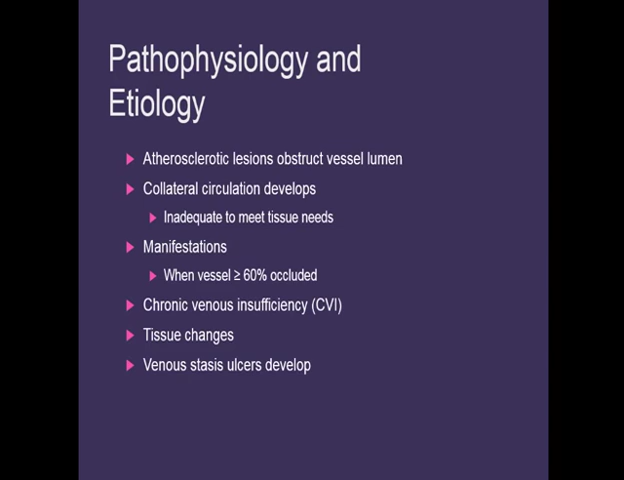 Pathophysiology and
Etiology
Atherosclerotic lesions obstruct vessel lumen
Collateral circulation develops
Inadequate to meet tissue needs
Manifestations
When vessel ≥ 60% occluded
Chronic venous insufficiency (CVI)
Tissue changes
Venous stasis ulcers develop